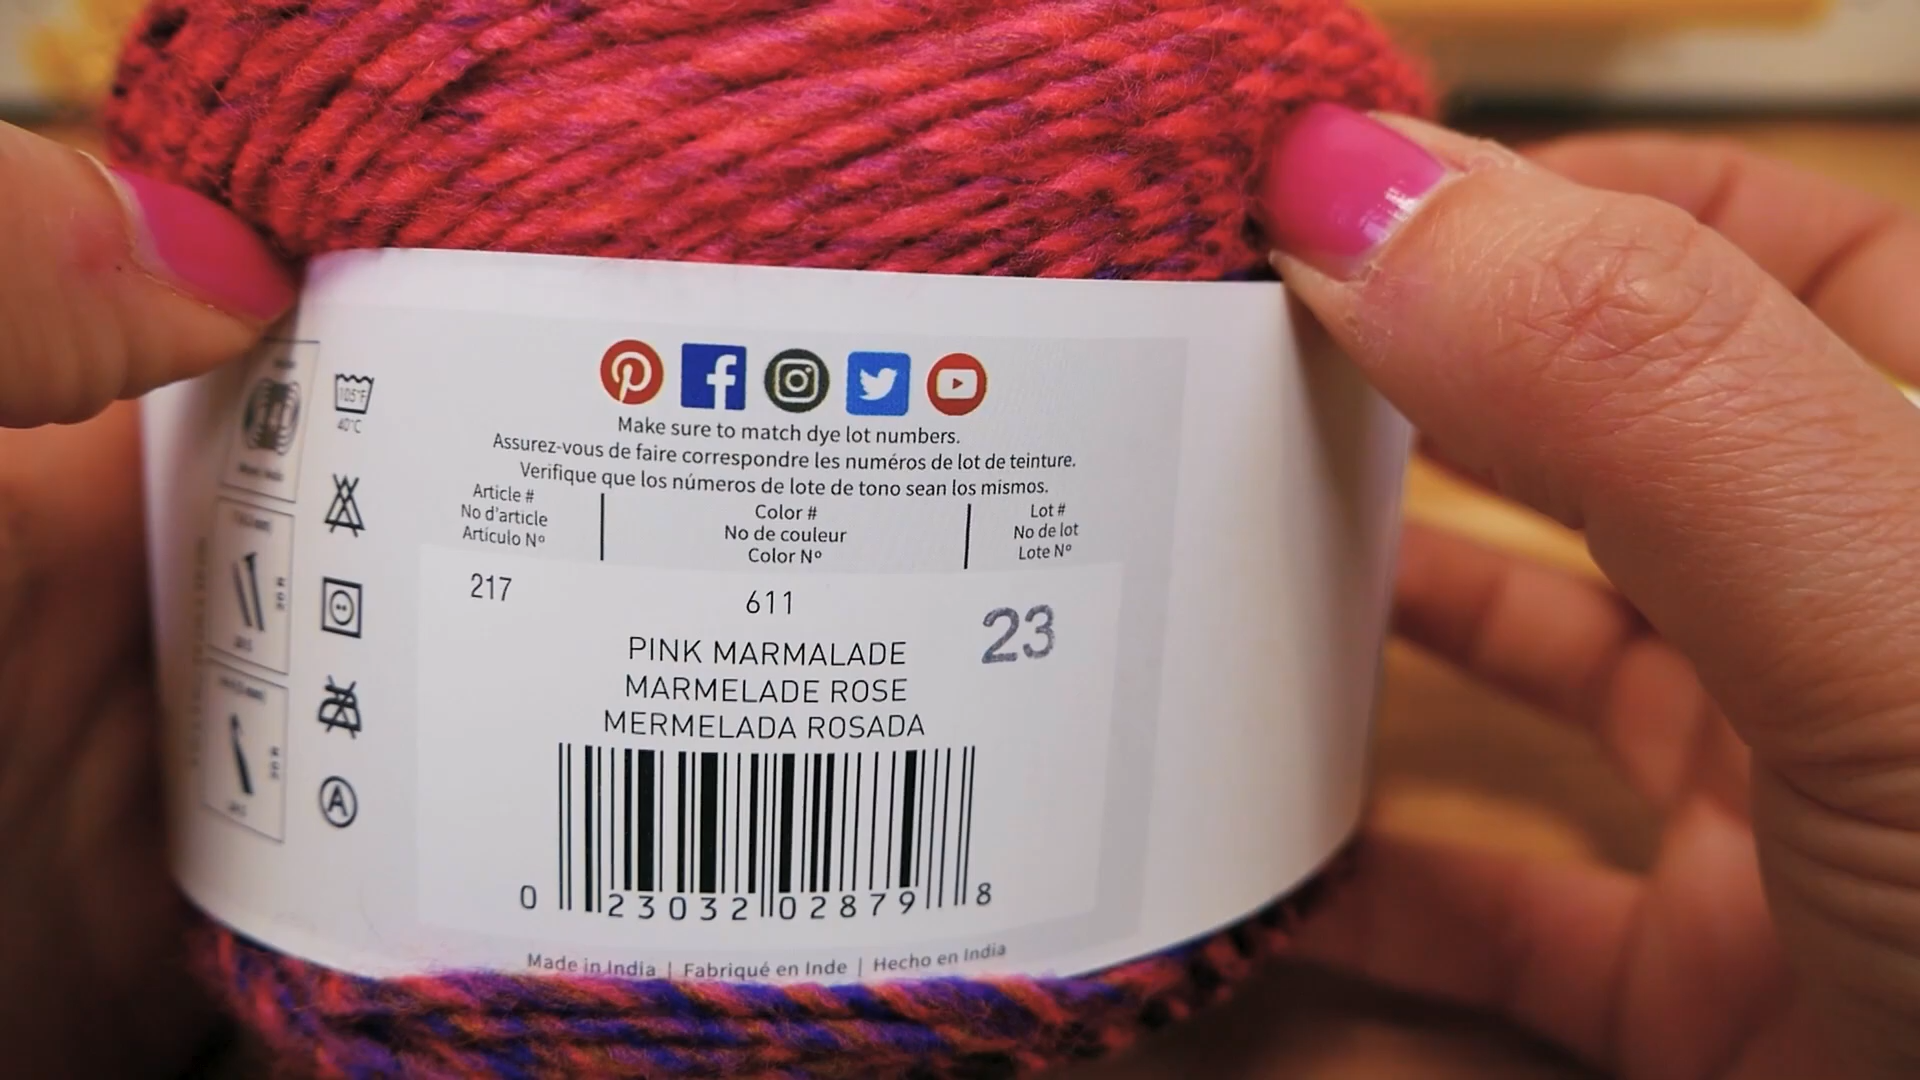 Make sure to match dye lot numbers.
Assurez-vous de faire correspondre les numéros de lot de teinture.
Verifique que los números de lote de tono sean los mismos.
Article #
No d'article
Artículo Nº
Color #
No de couleur
Color Nº
Lot #
No de lot
Lote Nº
217
611
23
PINK MARMALADE
MARMELADE ROSE
MERMELADA ROSADA
0 23032 02879 8
Made in India | Fabriqué en Inde | Hecho en India
105°F
40°C
A